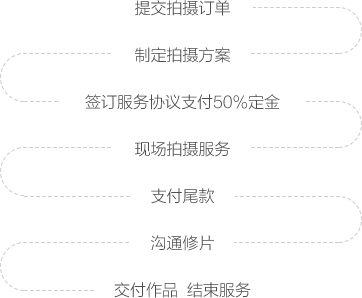 提交拍摄订单
制定拍摄方案
签订服务协议支付50%定金
现场拍摄服务
支付尾款
沟通修片
交付作品 结束服务